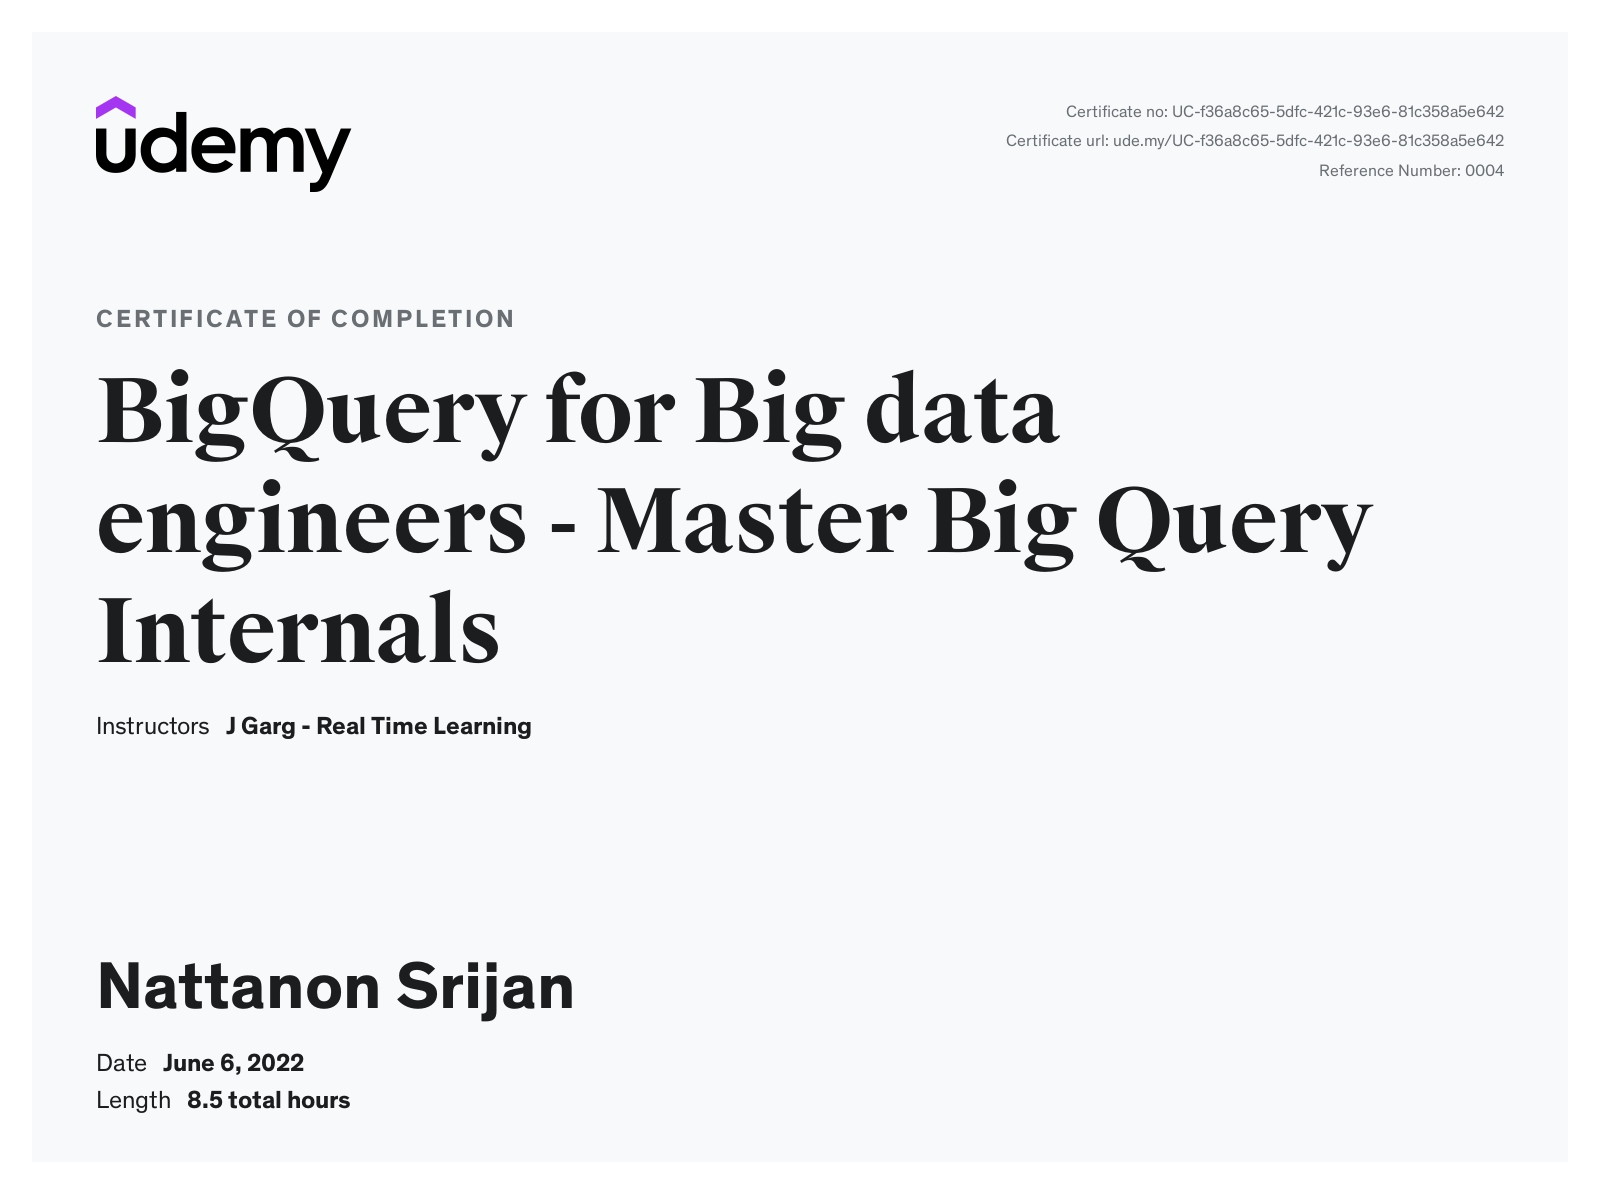 udemy
Certificate no: UC-f36a8c65-5dfc-421c-93e6-81c358a5e642
Certificate url: ude.my/UC-f36a8c65-5dfc-421c-93e6-81c358a5e642
Reference Number: 0004
CERTIFICATE OF COMPLETION
BigQuery for Big data
engineers - Master Big Query
Internals
Instructors J Garg - Real Time Learning
Nattanon Srijan
Date June 6, 2022
Length 8.5 total hours